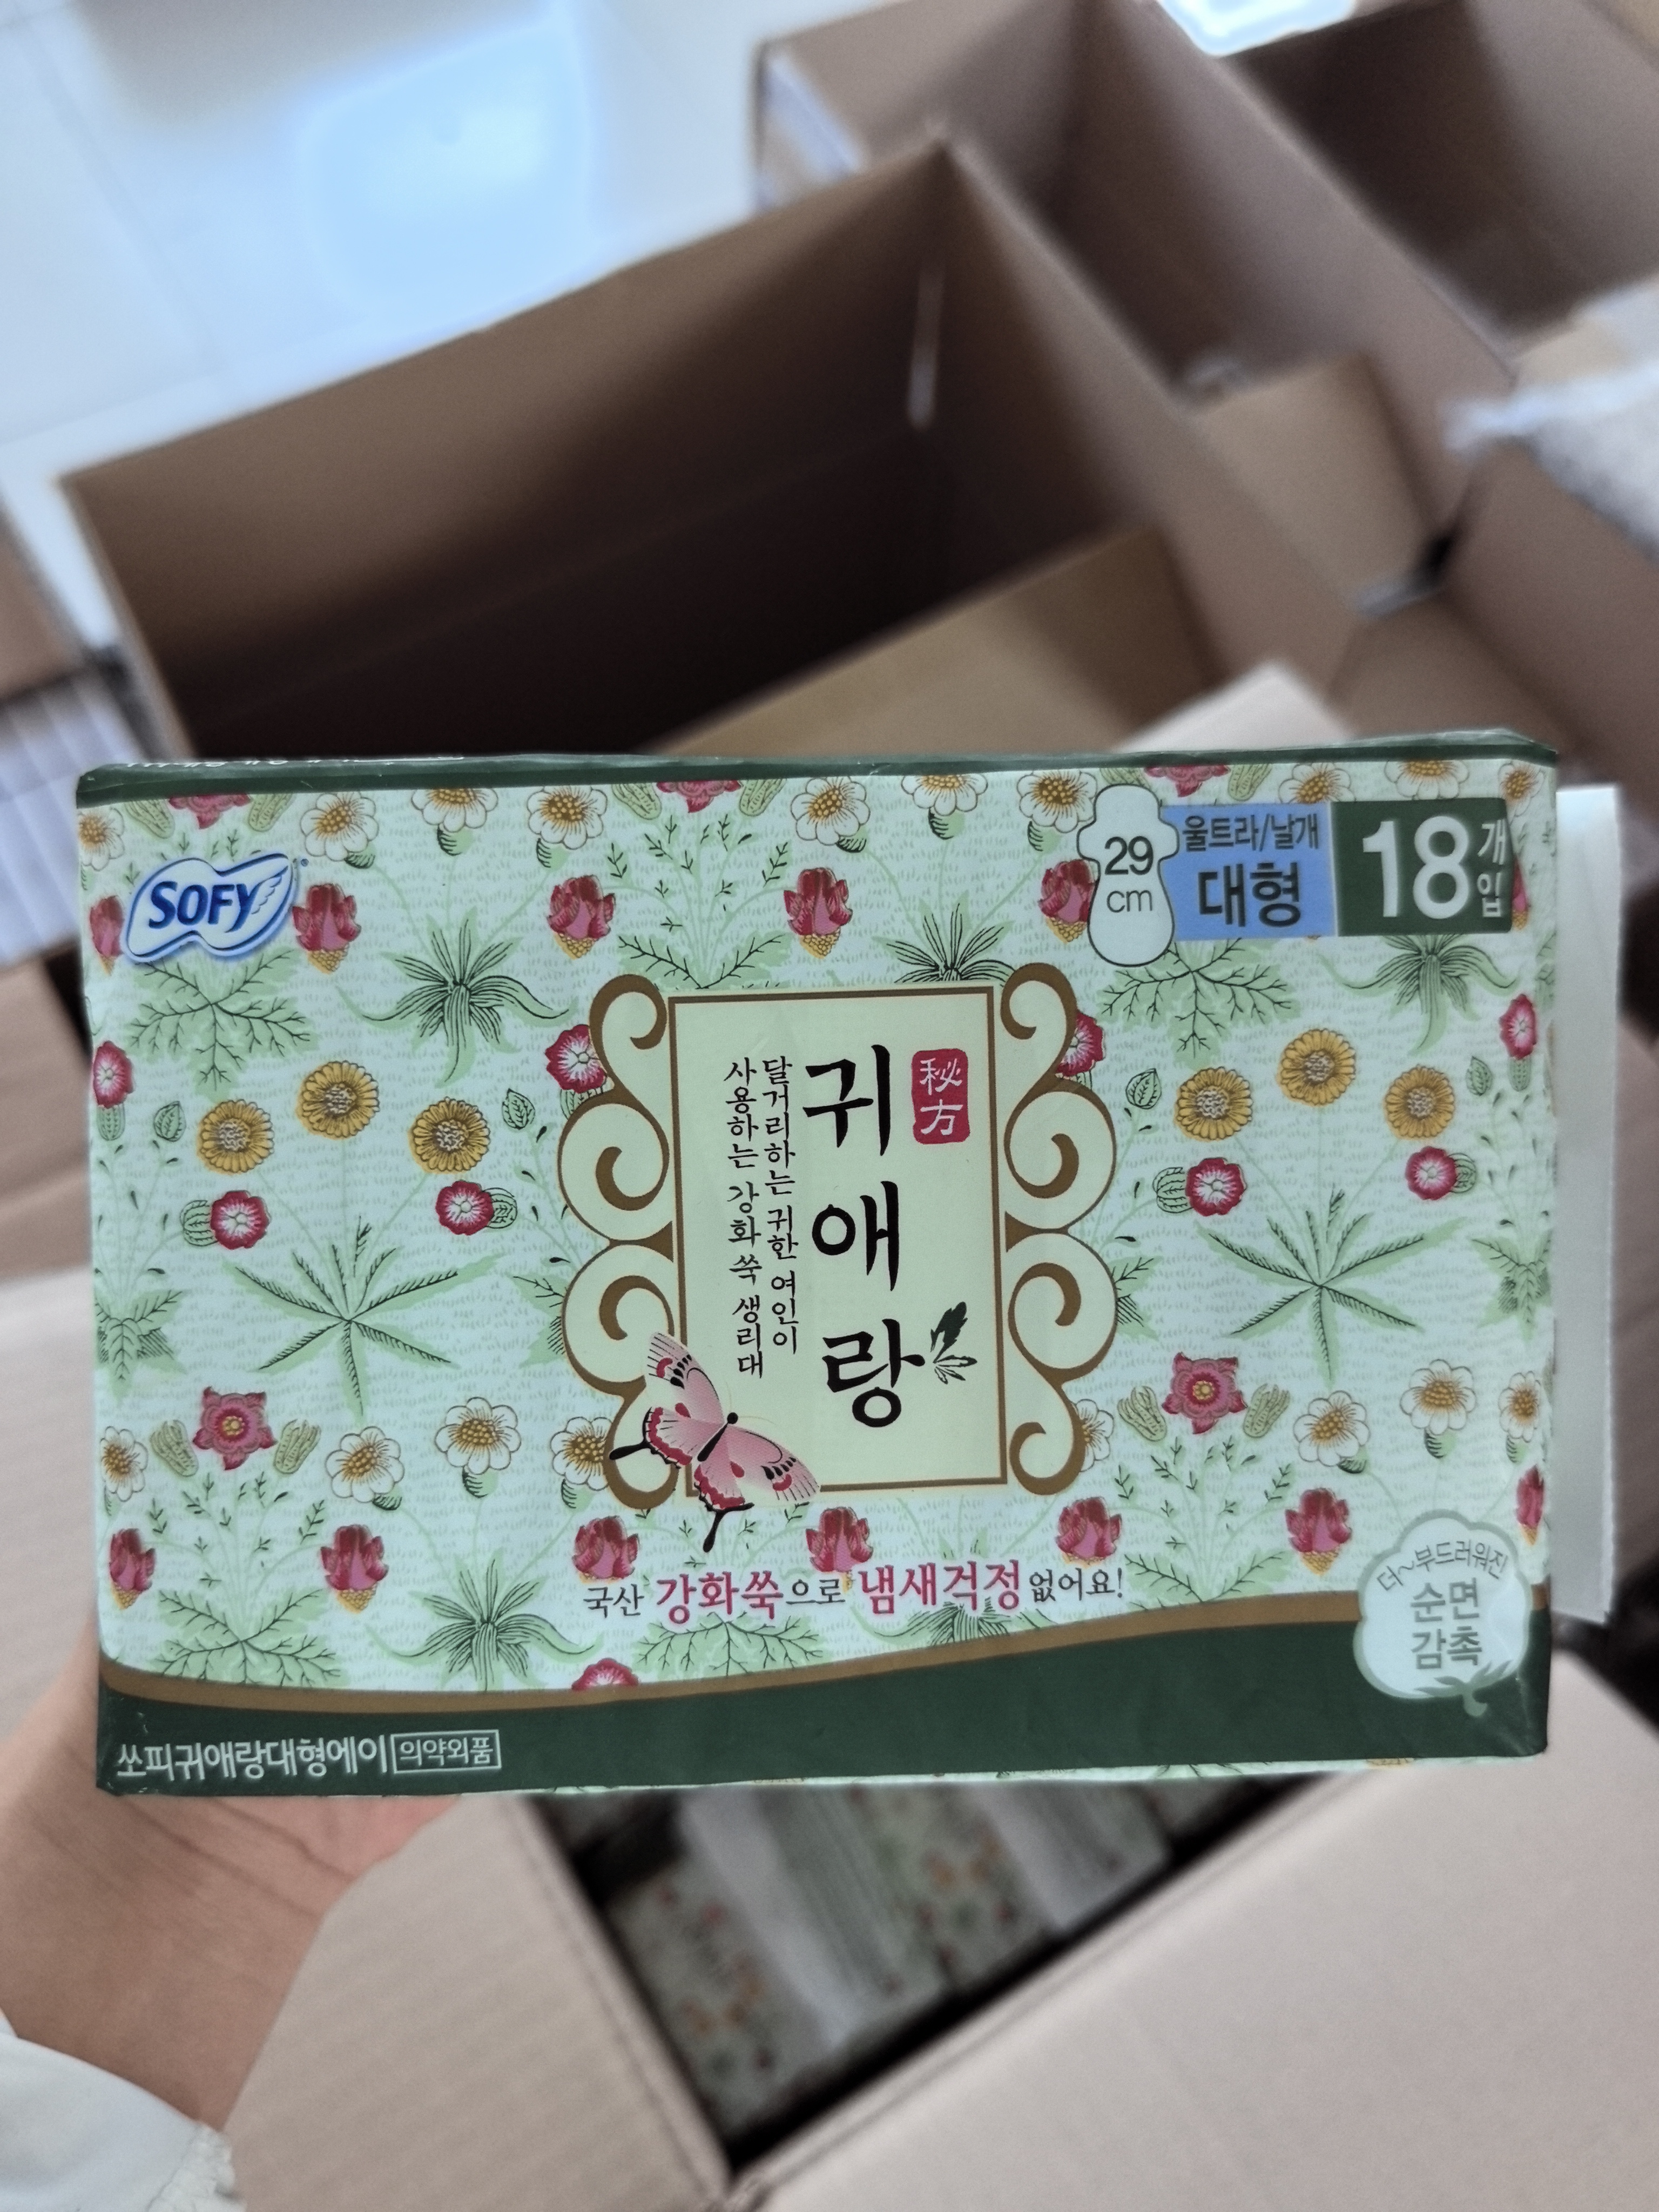 SOFY
29
cm
울트라/날개
대형
18
개
입
秘
方
귀애랑
달거리하는 귀한 여인이
사용하는 강화 쑥 생리대
국산 강화쑥으로 냄새걱정없어요!
더~부드러워진
순면
감촉
쏘피귀애랑대형에이 의약외품